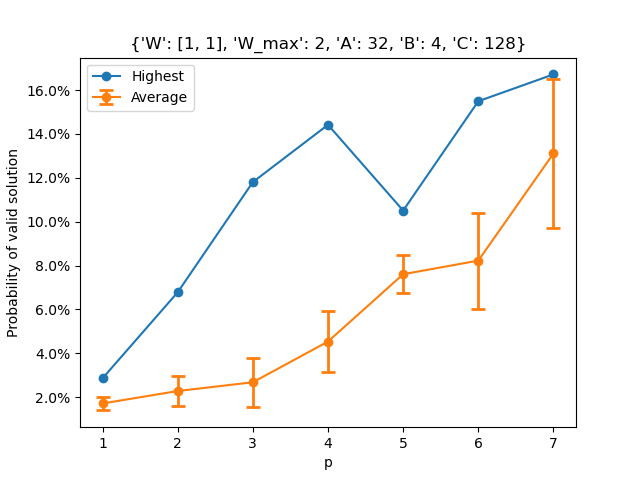 {'W': [1, 1], 'W_max': 2, 'A': 32, 'B': 4, 'C': 128}
Highest
Average
16.0%
14.0%
12.0%
10.0%
8.0%
6.0%
4.0%
2.0%
Probability of valid solution
1 2 3 4 5 6 7
p